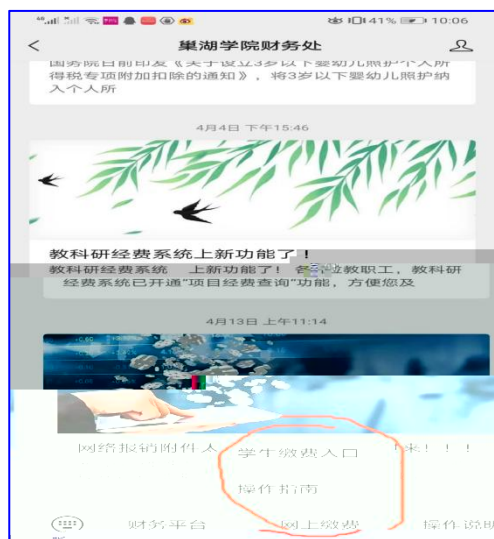 41% 10:06
巢湖学院财务处
国务院日前印发《关于设立3岁以下婴幼儿照护个人所
得税专项附加扣除的通知》，将3岁以下婴幼儿照护纳
入个人所
4月4日 下午15:46
教科研经费系统上新功能了！
教科研经费系统 上新功能了！ 各位教职工，教科研
经费系统已开通"项目经费查询"功能，方便您及
4月13日 上午11:14
网络报销附件人
来！！！
学生缴费入口
操作指南
财务平台 网上缴费 操作说明